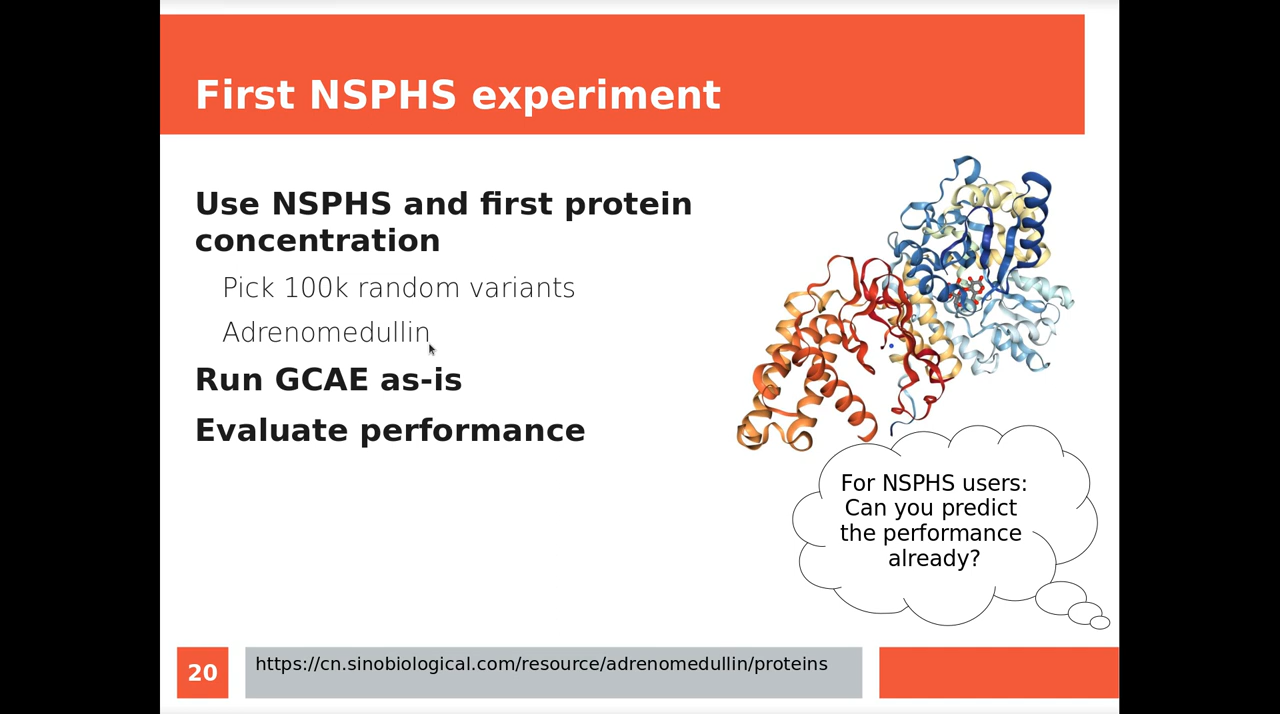 First NSPHS experiment
Use NSPHS and first protein
concentration
Pick 100k random variants
Adrenomedullin
Run GCAE as-is
Evaluate performance
For NSPHS users:
Can you predict
the performance
already?
20
https://cn.sinobiological.com/resource/adrenomedullin/proteins